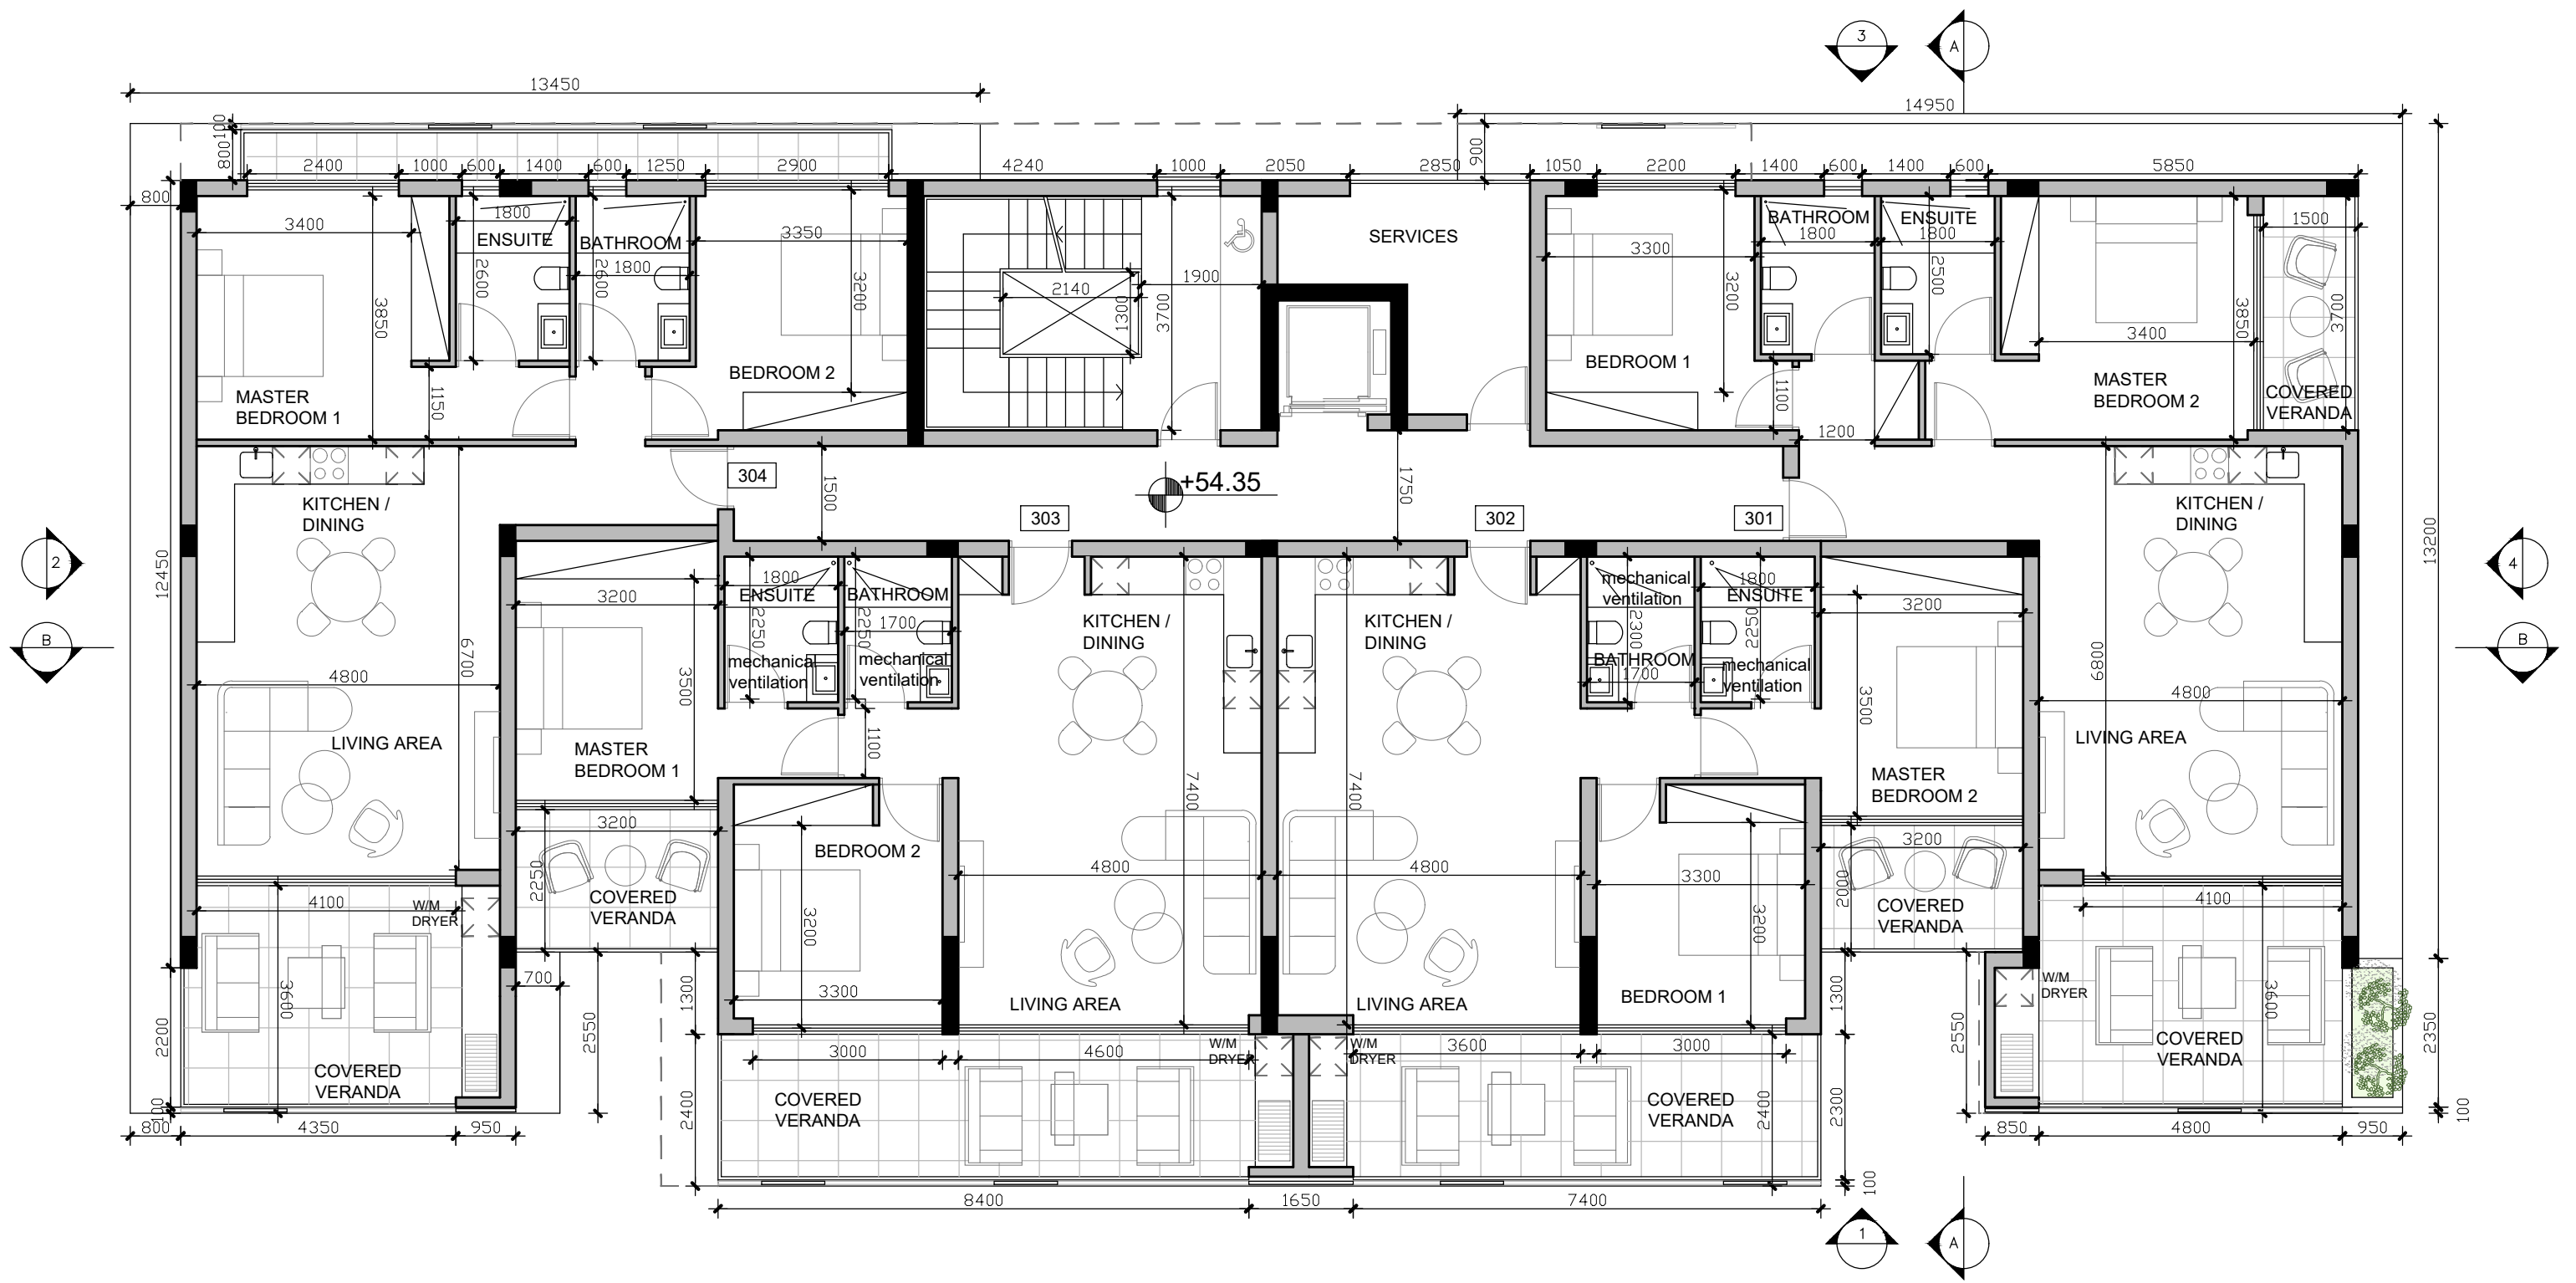 3
A
13450
14950
100
800
900
2400
1000
600
1400
600
1250
2900
4240
1000
2050
2850
1050
2200
1400
600
1400
600
5850
800
3400
1800
ENSUITE
BATHROOM
1800
3350
2600
2600
3850
3200
1150
MASTER
BEDROOM 1
BEDROOM 2
2140
1300
1900
3700
SERVICES
3300
3200
BEDROOM 1
BATHROOM
1800
ENSUITE
1800
2500
1100
1200
3400
3850
MASTER
BEDROOM 2
1500
3700
COVERED
VERANDA
304
1500
+54.35
303
1750
302
301
KITCHEN /
DINING
KITCHEN /
DINING
2
B
12450
4
B
13200
4800
6700
LIVING AREA
3200
3500
MASTER
BEDROOM 1
1800
ENSUITE
2250
mechanical
ventilation
BATHROOM
1700
2250
mechanical
ventilation
1100
KITCHEN /
DINING
7400
KITCHEN /
DINING
7400
mechanical
ventilation
2300
BATHROOM
1700
1800
ENSUITE
2250
mechanical
ventilation
3200
3500
MASTER
BEDROOM 2
6800
4800
LIVING AREA
3200
2250
COVERED
VERANDA
BEDROOM 2
3200
3300
4800
LIVING AREA
4800
LIVING AREA
3300
3200
BEDROOM 1
3200
2000
COVERED
VERANDA
4100
W/M
DRYER
3600
COVERED
VERANDA
700
2550
1300
1300
2550
4100
W/M
DRYER
3600
COVERED
VERANDA
2350
2200
100
3000
4600
W/M
DRYER
W/M
DRYER
3600
3000
COVERED
VERANDA
COVERED
VERANDA
2400
2400
2300
100
100
800
4350
950
850
4800
950
8400
1650
7400
1
A